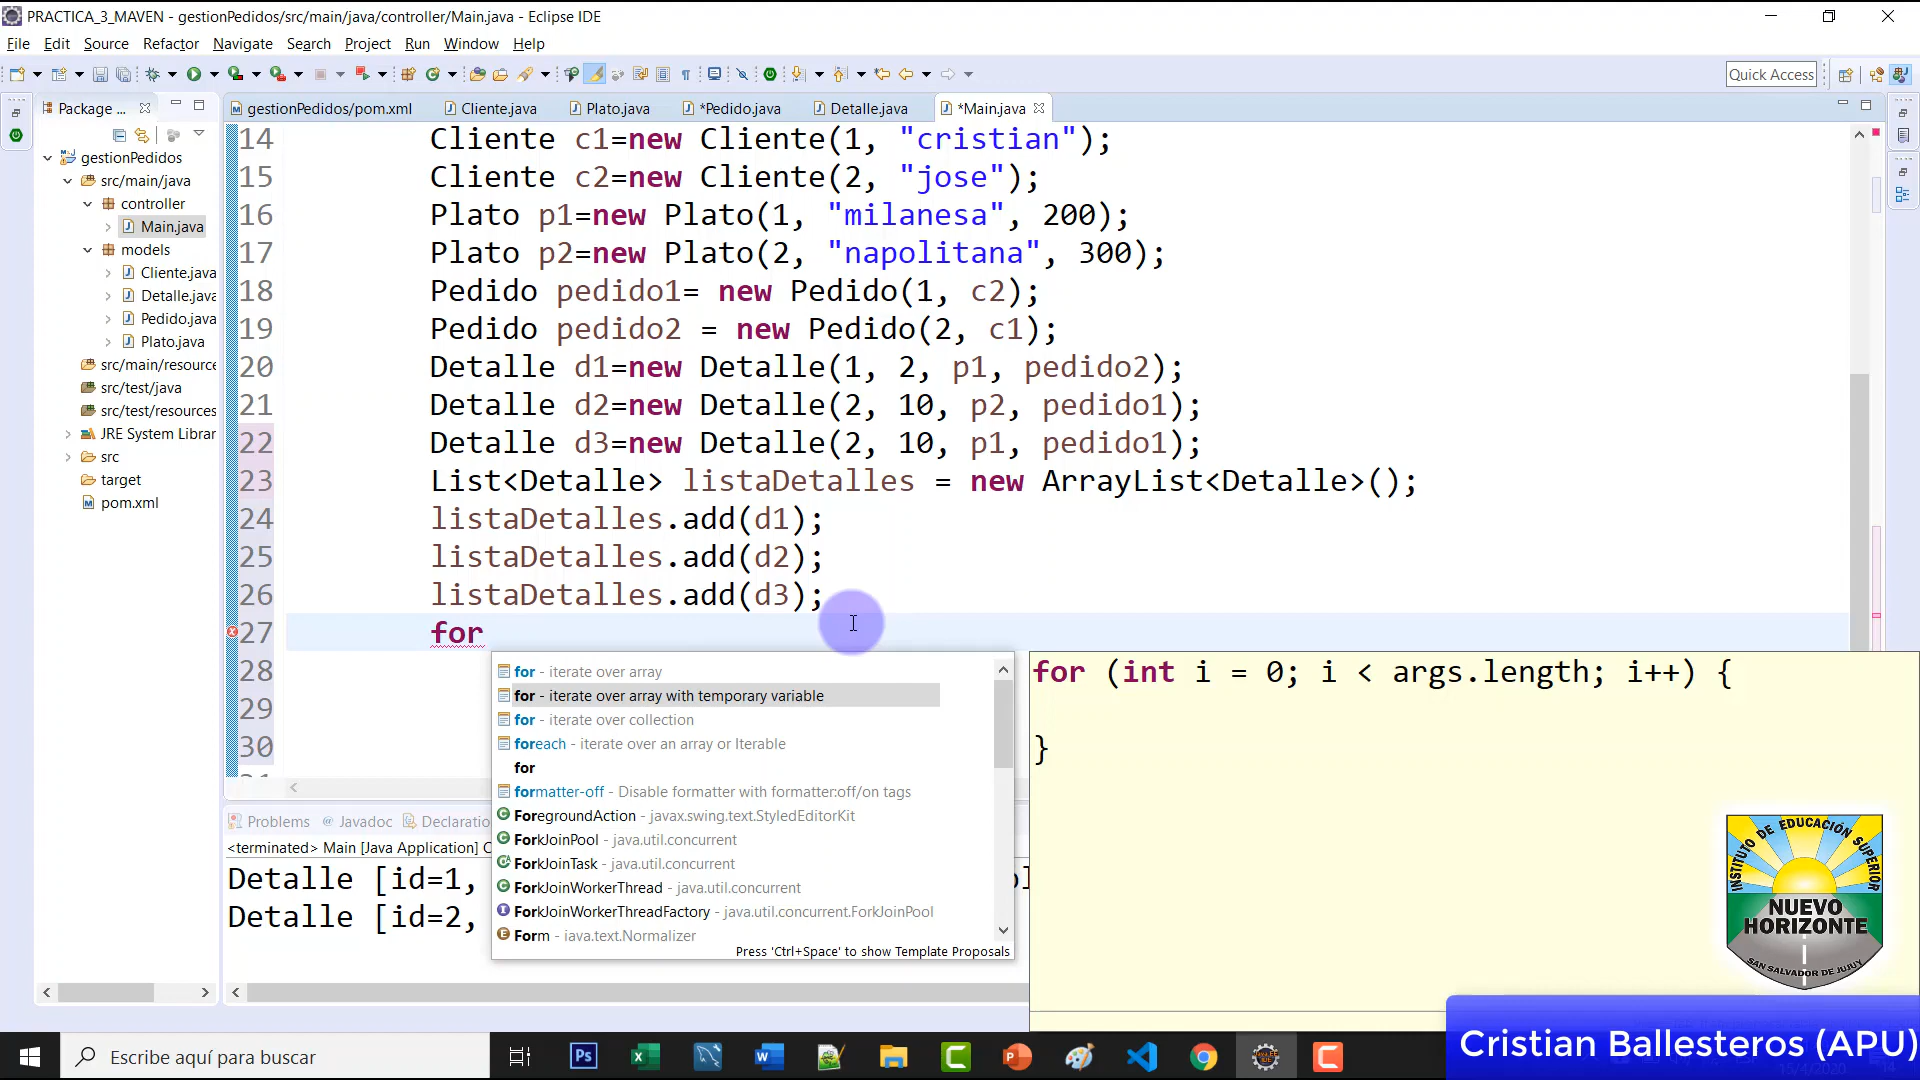 PRACTICA_3_MAVEN - gestionPedidos/src/main/java/controller/Main.java - Eclipse IDE
File Edit Source Refactor Navigate Search Project Run Window Help
Quick Access
Package ...
gestionPedidos/pom.xml Cliente.java Plato.java *Pedido.java Detalle.java *Main.java
gestionPedidos
src/main/java
controller
Main.java
models
Cliente.java
Detalle.java
Pedido.java
Plato.java
src/main/resource
src/test/java
src/test/resources
JRE System Librar
src
target
pom.xml
14 Cliente c1=new Cliente(1, "cristian");
15 Cliente c2=new Cliente(2, "jose");
16 Plato p1=new Plato(1, "milanesa", 200);
17 Plato p2=new Plato(2, "napolitana", 300);
18 Pedido pedido1= new Pedido(1, c2);
19 Pedido pedido2 = new Pedido(2, c1);
20 Detalle d1=new Detalle(1, 2, p1, pedido2);
21 Detalle d2=new Detalle(2, 10, p2, pedido1);
22 Detalle d3=new Detalle(2, 10, p1, pedido1);
23 List<Detalle> listaDetalles = new ArrayList<Detalle>();
24 listaDetalles.add(d1);
25 listaDetalles.add(d2);
26 listaDetalles.add(d3);
27 for
28
29
30
for - iterate over array
for - iterate over array with temporary variable
for - iterate over collection
foreach - iterate over an array or Iterable
for
formatter-off - Disable formatter with formatter:off/on tags
ForegroundAction - javax.swing.text.StyledEditorKit
ForkJoinPool - java.util.concurrent
ForkJoinTask - java.util.concurrent
ForkJoinWorkerThread - java.util.concurrent
ForkJoinWorkerThreadFactory - java.util.concurrent.ForkJoinPool
Form - java.text.Normalizer
Press 'Ctrl+Space' to show Template Proposals
for (int i = 0; i < args.length; i++) {
}
Problems Javadoc Declaratio
<terminated> Main [Java Application] C
Detalle [id=1,
Detalle [id=2,
INSTITUTO DE EDUCACIÓN SUPERIOR
NUEVO
HORIZONTE
SAN SALVADOR DE JUJUY
Cristian Ballesteros (APU)
Escribe aquí para buscar